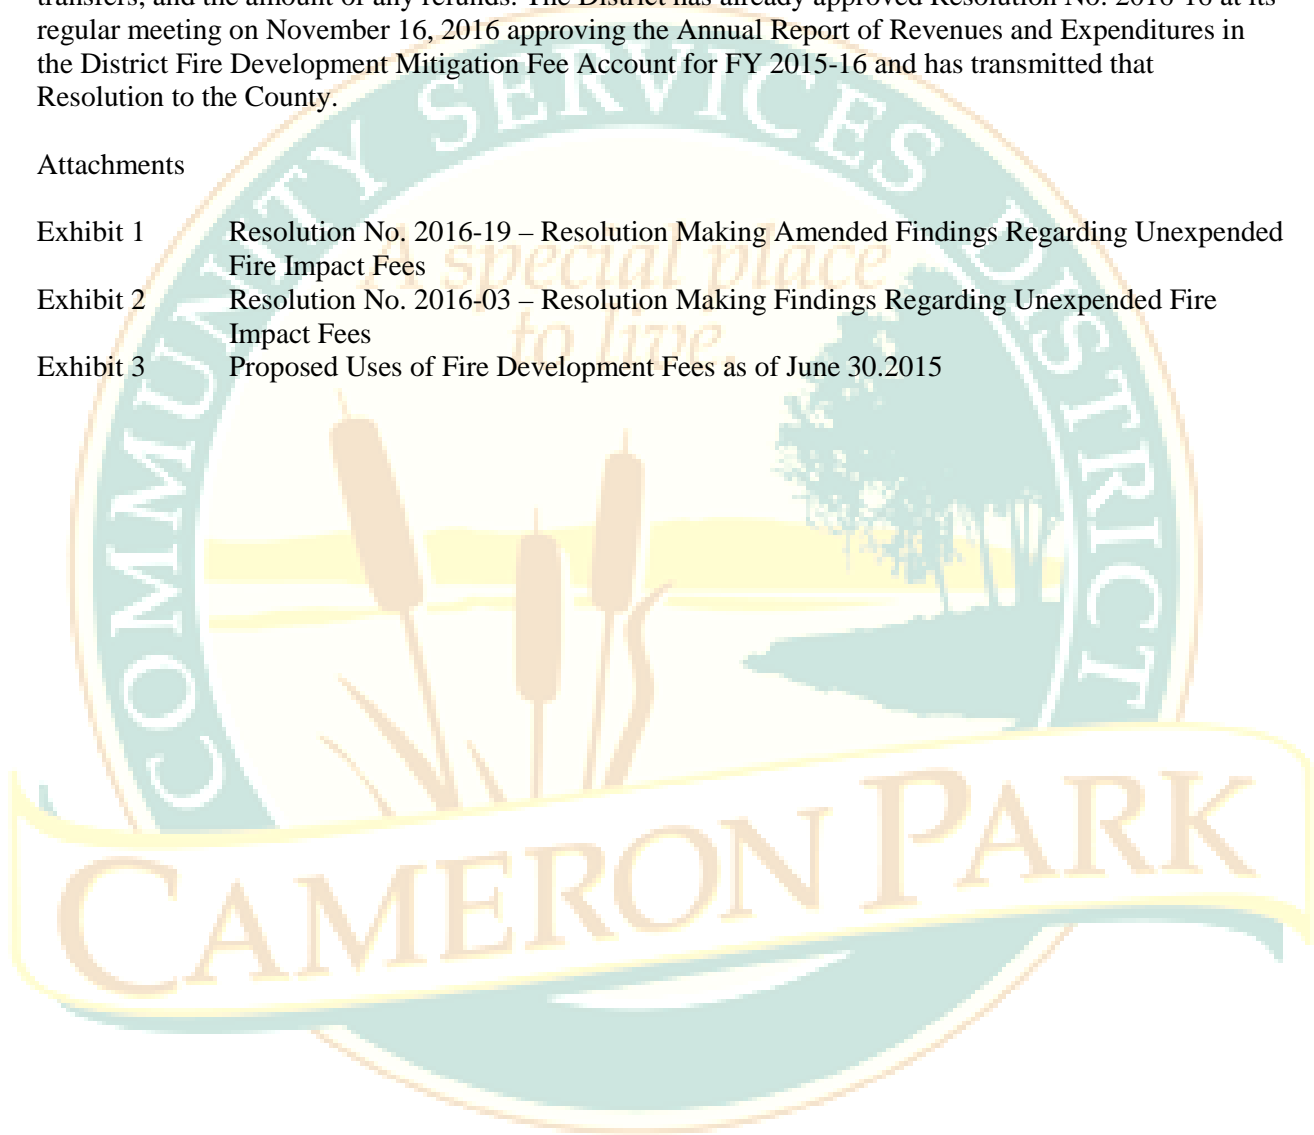 transfers, and the amount of any refunds. The District has already approved Resolution No. 2016-16 at its
regular meeting on November 16, 2016 approving the Annual Report of Revenues and Expenditures in
the District Fire Development Mitigation Fee Account for FY 2015-16 and has transmitted that
Resolution to the County.
Attachments
Exhibit 1 Resolution No. 2016-19 – Resolution Making Amended Findings Regarding Unexpended
Fire Impact Fees
Exhibit 2 Resolution No. 2016-03 – Resolution Making Findings Regarding Unexpended Fire
Impact Fees
Exhibit 3 Proposed Uses of Fire Development Fees as of June 30.2015
COMMUNITY SERVICES DISTRICT
A special place
to live.
CAMERON PARK